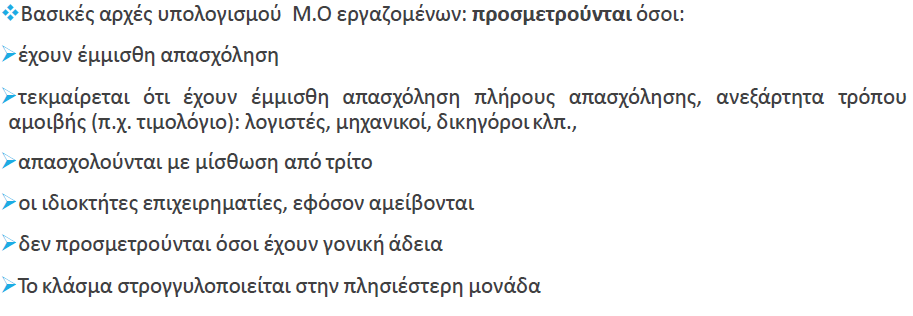 ❖Βασικές αρχές υπολογισμού Μ.Ο εργαζομένων: προσμετρούνται όσοι:
➢έχουν έμμισθη απασχόληση
➢τεκμαίρεται ότι έχουν έμμισθη απασχόληση πλήρους απασχόλησης, ανεξάρτητα τρόπου
αμοιβής (π.χ. τιμολόγιο): λογιστές, μηχανικοί, δικηγόροι κλπ.,
➢απασχολούνται με μίσθωση από τρίτο
➢οι ιδιοκτήτες επιχειρηματίες, εφόσον αμείβονται
➢δεν προσμετρούνται όσοι έχουν γονική άδεια
➢Το κλάσμα στρογγυλοποιείται στην πλησιέστερη μονάδα